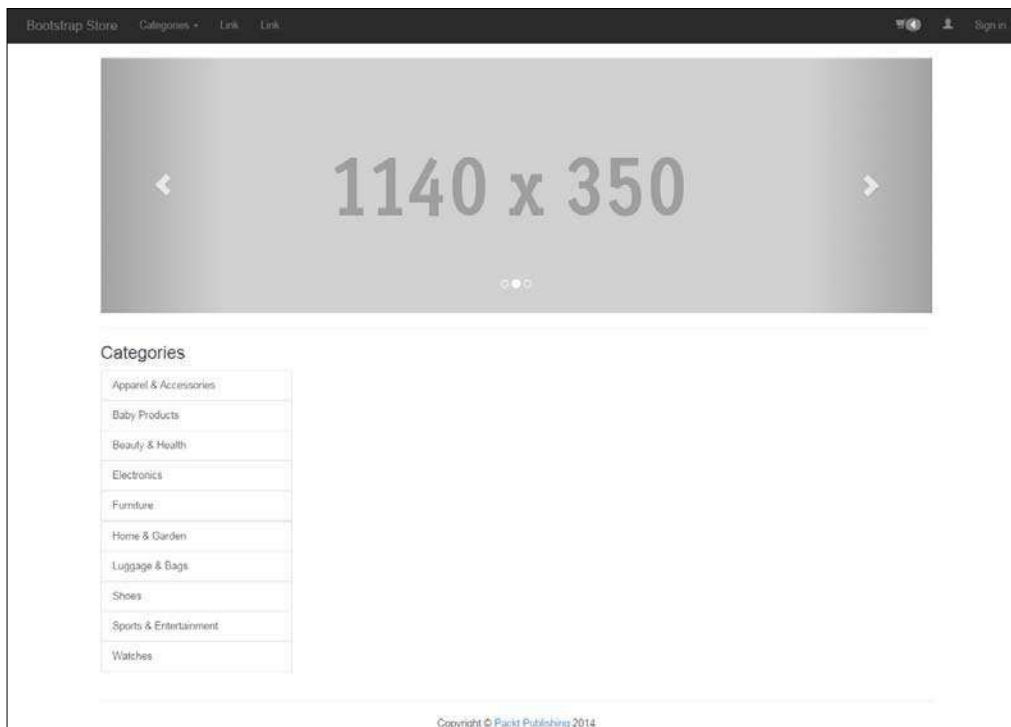 Bootstrap Store Categories Link Link 4 Sign in
1140 x 350
Categories
Apparel & Accessories
Baby Products
Beauty & Health
Electronics
Furniture
Home & Garden
Luggage & Bags
Shoes
Sports & Entertainment
Watches
Copyright © Packt Publishing 2014